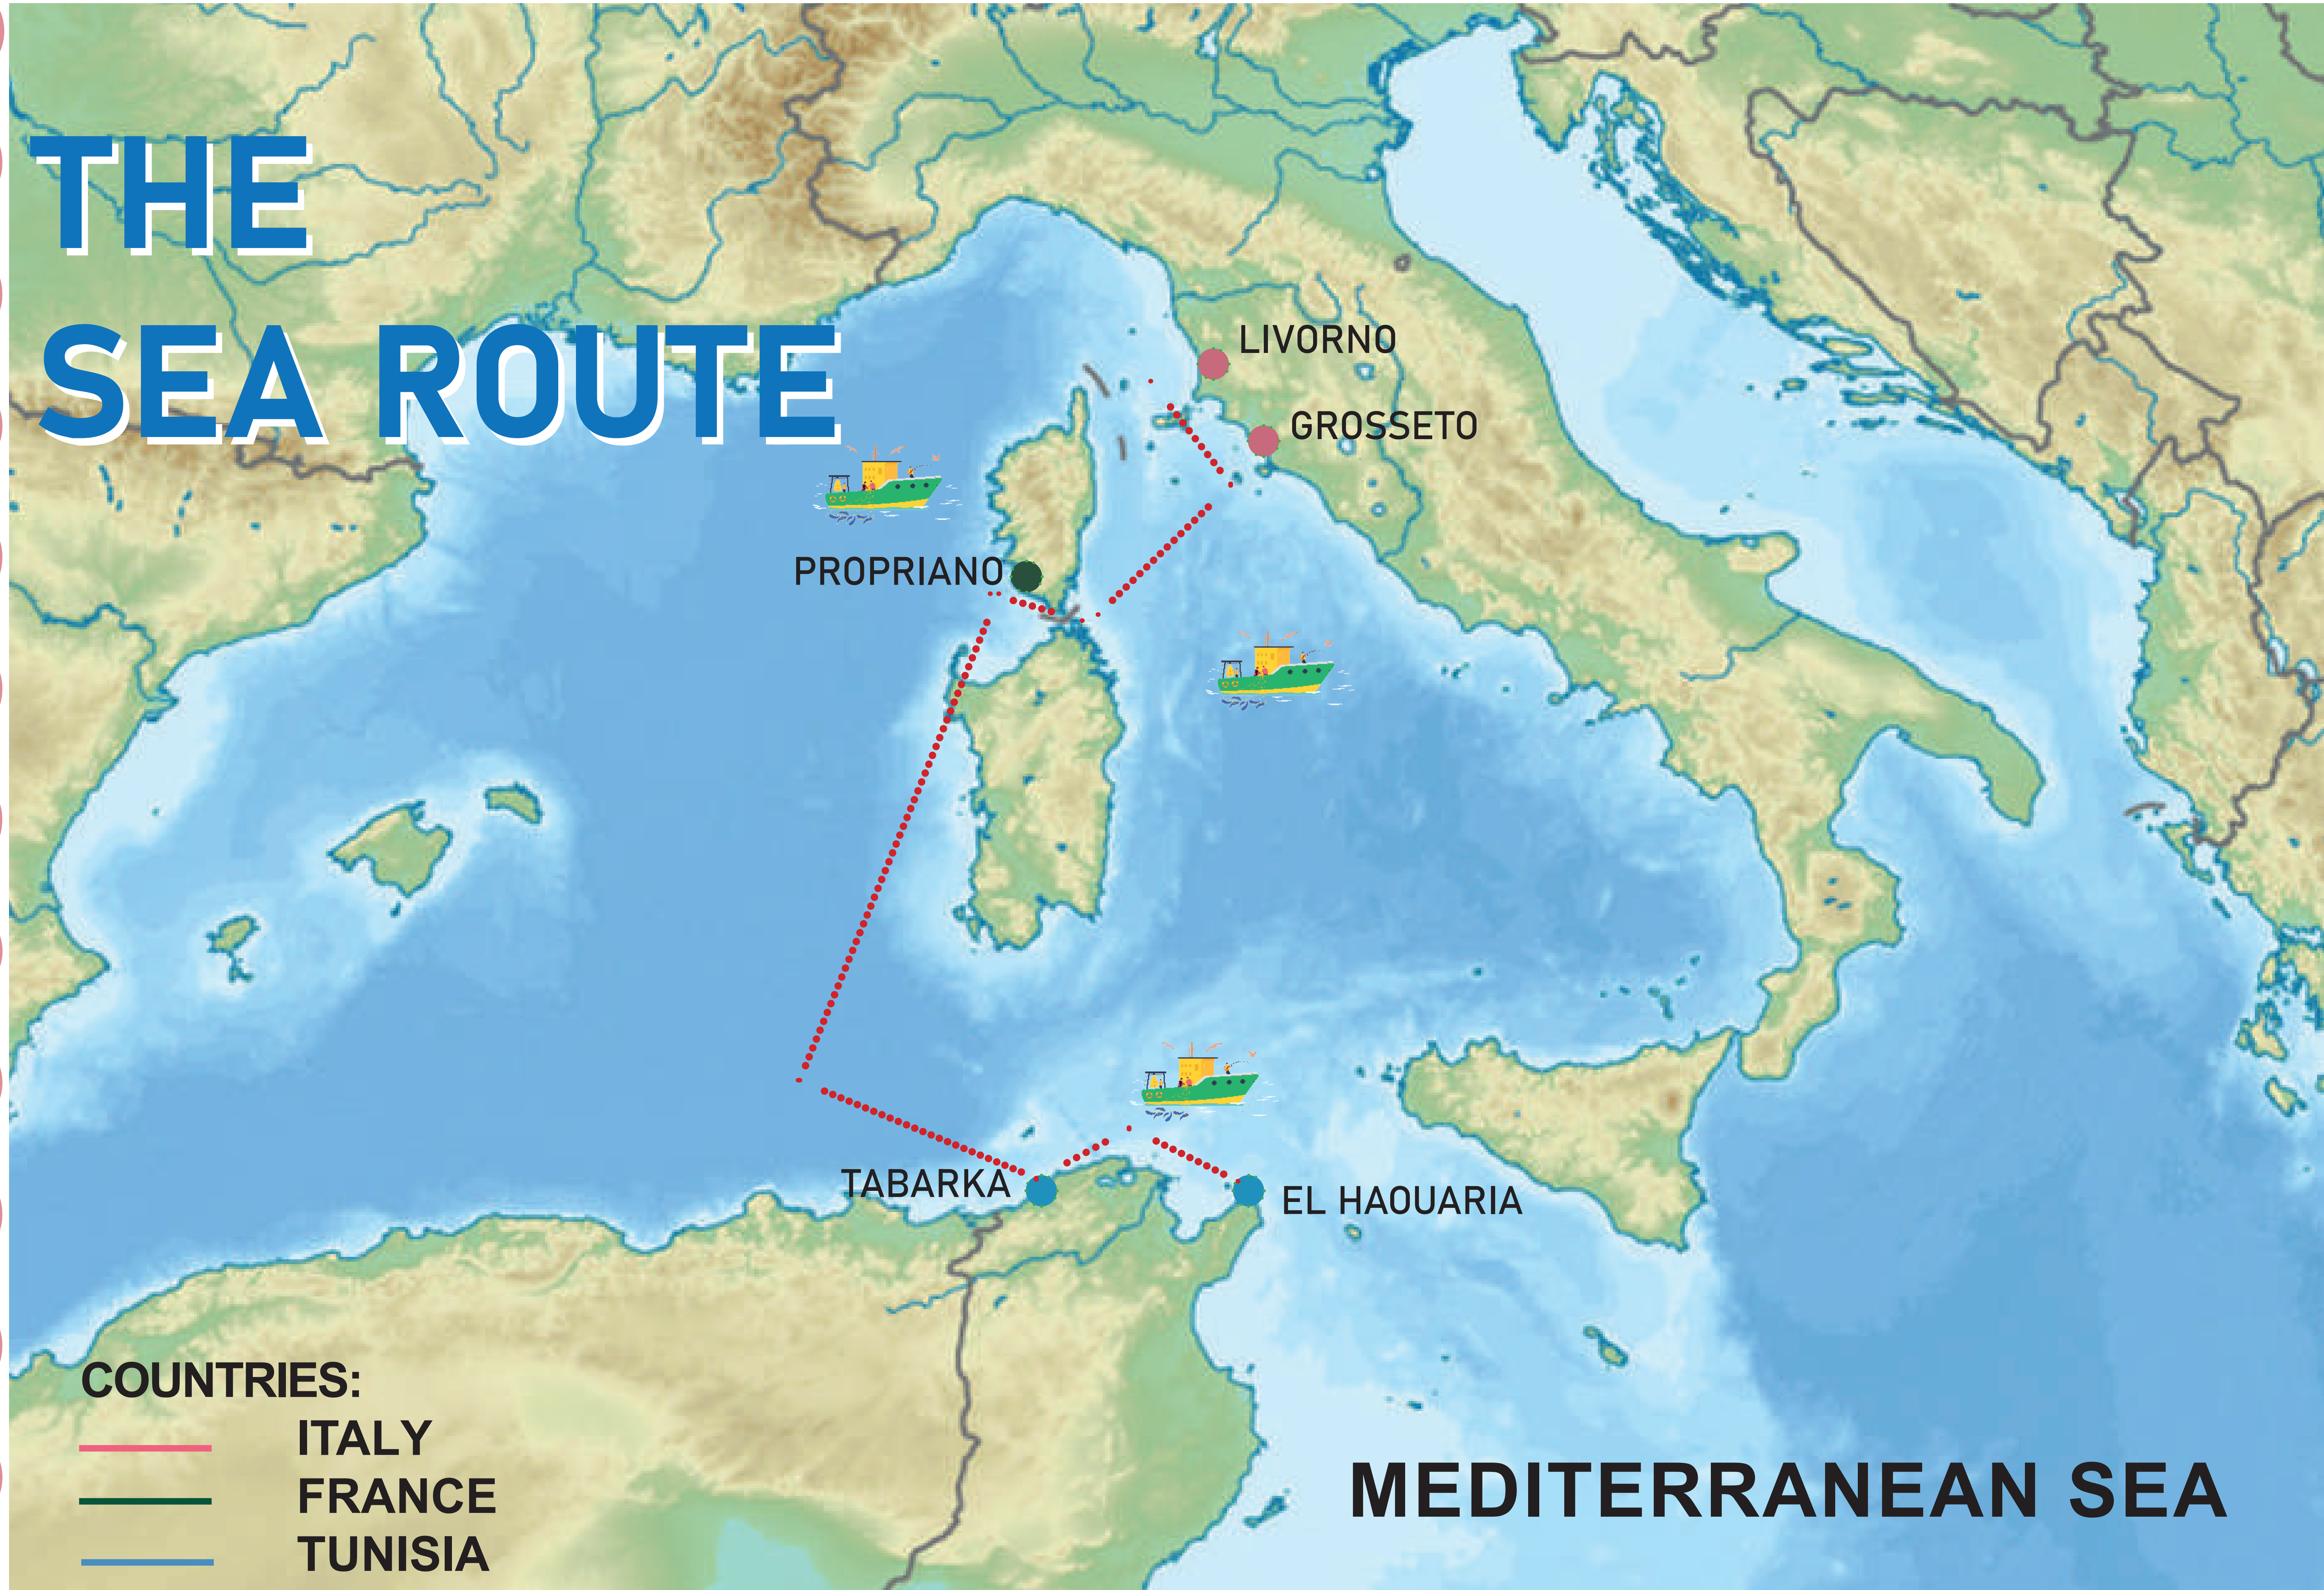 THE
SEA ROUTE
LIVORNO
GROSSETO
PROPRIANO
TABARKA
EL HAOUARIA
COUNTRIES:
ITALY
FRANCE
TUNISIA
MEDITERRANEAN SEA